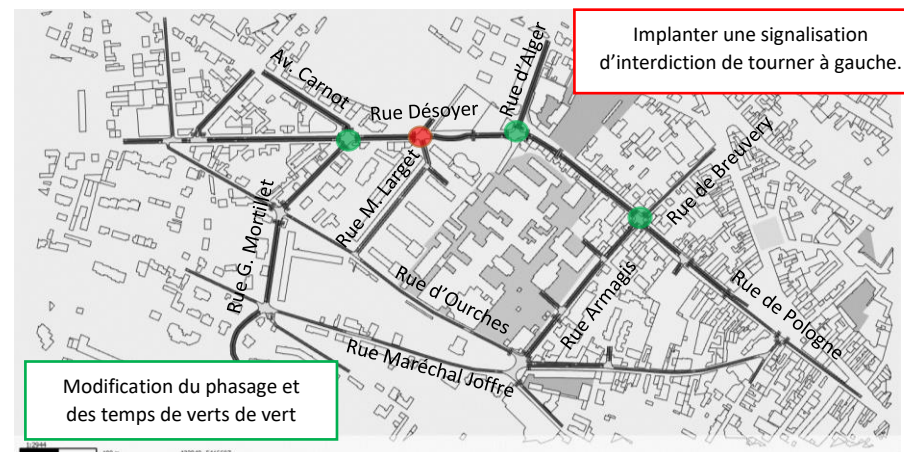 Implanter une signalisation
d'interdiction de tourner à gauche.
Rue d'Alger
Av. Carnot
Rue Désoyer
Rue de Breuvery
Rue M. Larget
Rue G. Mortillet
Rue d'Ourches
Rue Armagis
Rue de Pologne
Rue Maréchal Joffre
Modification du phasage et
des temps de verts de vert
1:2944